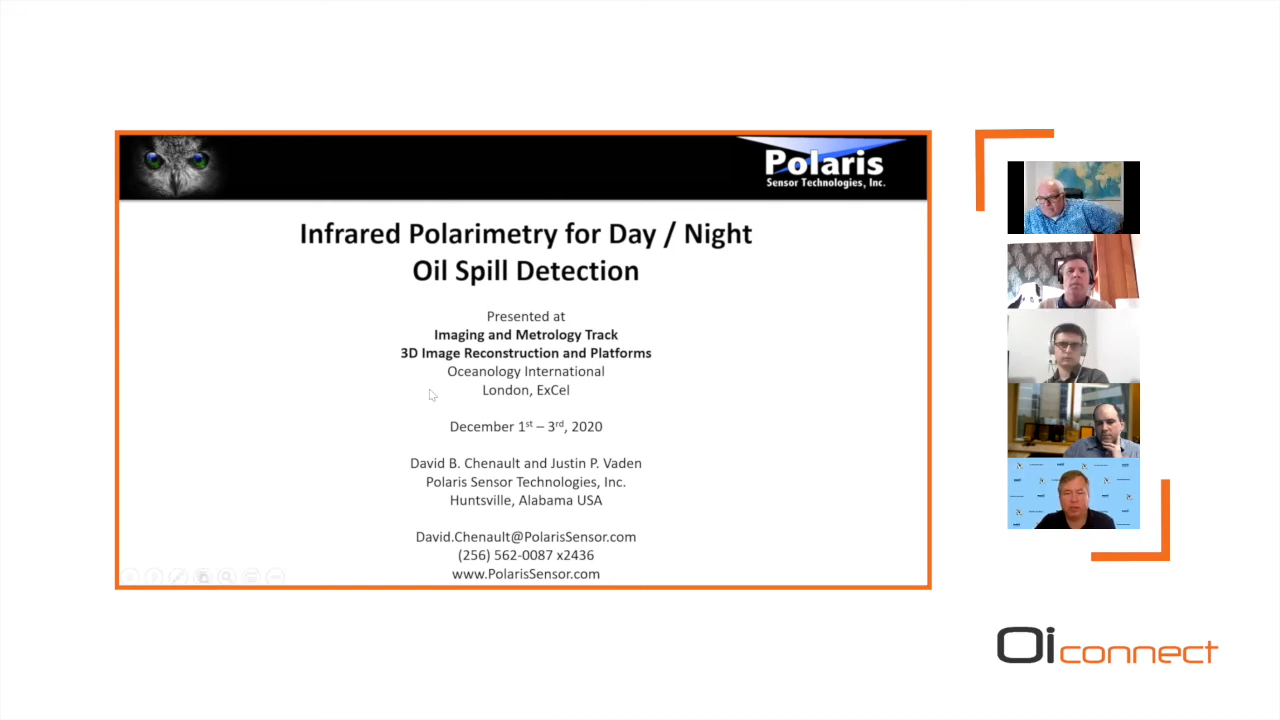 Polaris
Sensor Technologies, Inc.
Infrared Polarimetry for Day / Night
Oil Spill Detection
Presented at
Imaging and Metrology Track
3D Image Reconstruction and Platforms
Oceanology International
London, ExCel
December 1st – 3rd, 2020
David B. Chenault and Justin P. Vaden
Polaris Sensor Technologies, Inc.
Huntsville, Alabama USA
David.Chenault@PolarisSensor.com
(256) 562-0087 x2436
www.PolarisSensor.com
Oi connect